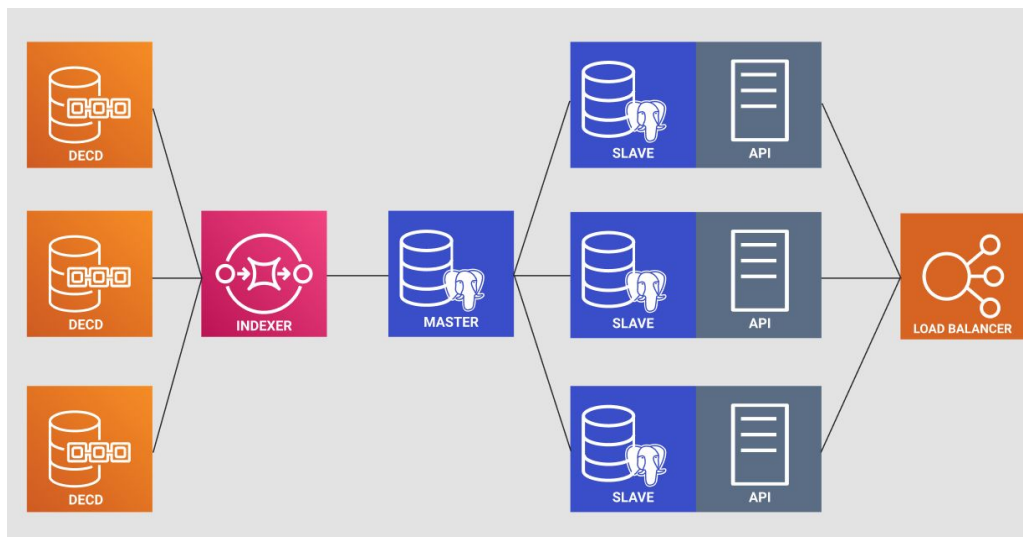 DECD
SLAVE
API
DECD
INDEXER
MASTER
SLAVE
API
LOAD BALANCER
DECD
SLAVE
API